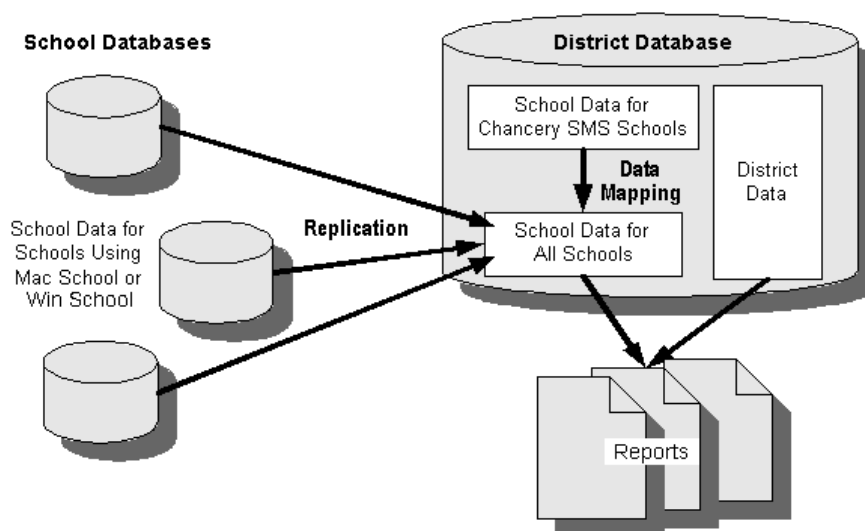 School Databases
District Database
School Data for
Chancery SMS Schools
Data
Mapping
District
Data
School Data for
Schools Using
Mac School or
Win School
Replication
School Data for
All Schools
Reports